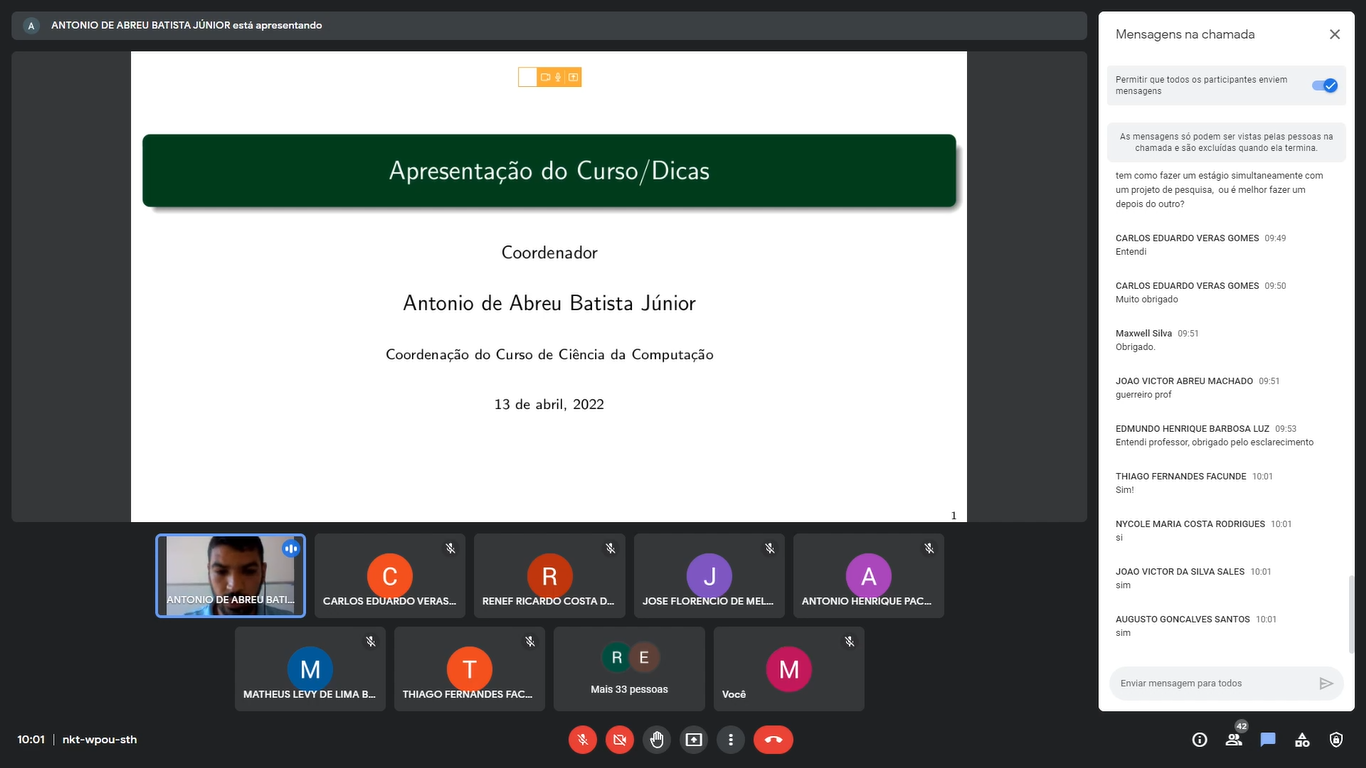 A
ANTONIO DE ABREU BATISTA JÚNIOR está apresentando
Apresentação do Curso/Dicas
Coordenador
Antonio de Abreu Batista Júnior
Coordenação do Curso de Ciência da Computação
13 de abril, 2022
1
ANTONIO DE ABREU BATI...
C
CARLOS EDUARDO VERAS...
R
RENEF RICARDO COSTA D...
J
JOSE FLORENCIO DE MEL...
A
ANTONIO HENRIQUE PAC...
M
MATHEUS LEVY DE LIMA B...
T
THIAGO FERNANDES FAC...
R E
Mais 33 pessoas
M
Você
10:01 | nkt-wpou-sth
Mensagens na chamada
Permitir que todos os participantes enviem
mensagens
As mensagens só podem ser vistas pelas pessoas na
chamada e são excluídas quando ela termina.
tem como fazer um estágio simultaneamente com
um projeto de pesquisa, ou é melhor fazer um
depois do outro?
CARLOS EDUARDO VERAS GOMES 09:49
Entendi
CARLOS EDUARDO VERAS GOMES 09:50
Muito obrigado
Maxwell Silva 09:51
Obrigado.
JOAO VICTOR ABREU MACHADO 09:51
guerreiro prof
EDMUNDO HENRIQUE BARBOSA LUZ 09:53
Entendi professor, obrigado pelo esclarecimento
THIAGO FERNANDES FACUNDE 10:01
Sim!
NYCOLE MARIA COSTA RODRIGUES 10:01
si
JOAO VICTOR DA SILVA SALES 10:01
sim
AUGUSTO GONCALVES SANTOS 10:01
sim
Enviar mensagem para todos
42